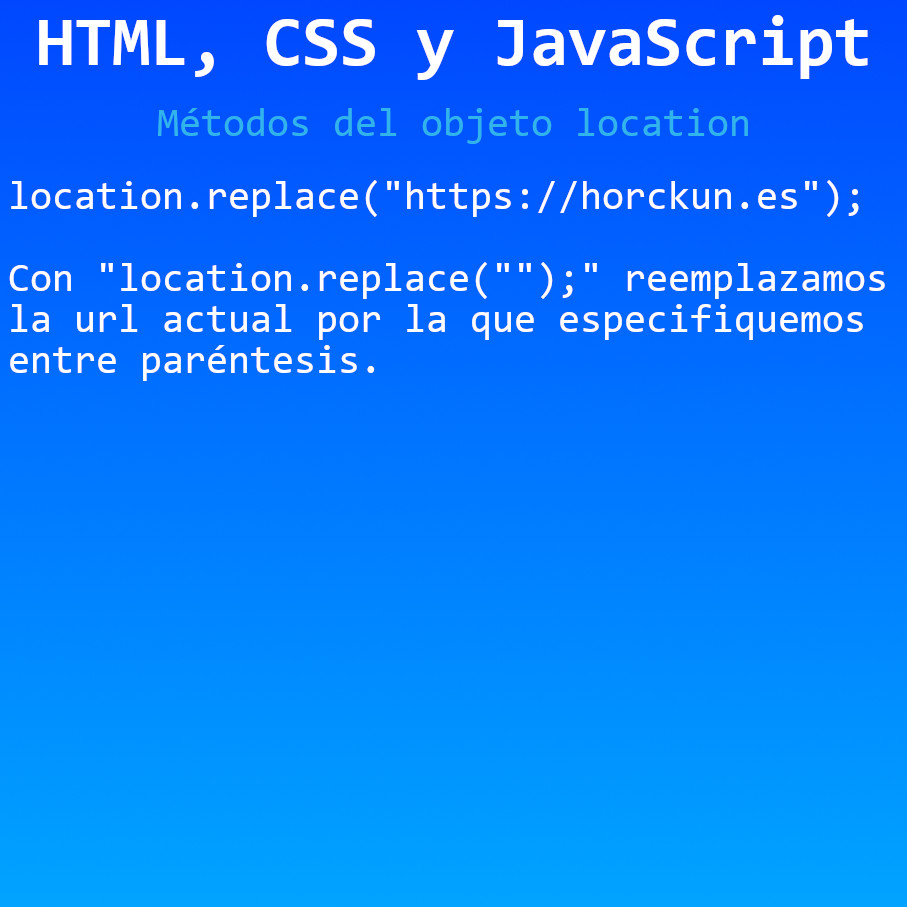 HTML, CSS y JavaScript
Métodos del objeto location
location.replace("https://horckun.es");
Con "location.replace("");" reemplazamos
la url actual por la que especifiquemos
entre paréntesis.